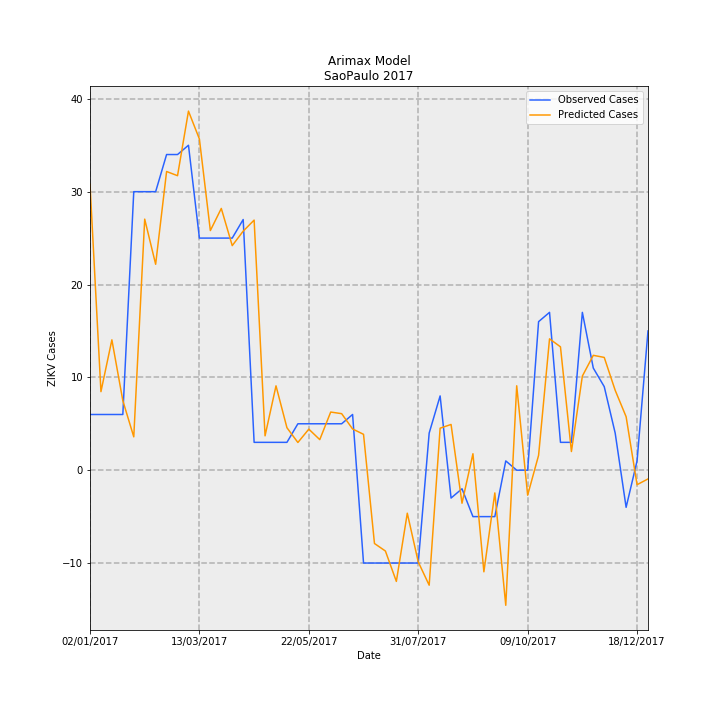 Arimax Model
SaoPaulo 2017
Observed Cases
Predicted Cases
40
30
20
10
0
−10
ZIKV Cases
02/01/2017
13/03/2017
22/05/2017
31/07/2017
09/10/2017
18/12/2017
Date